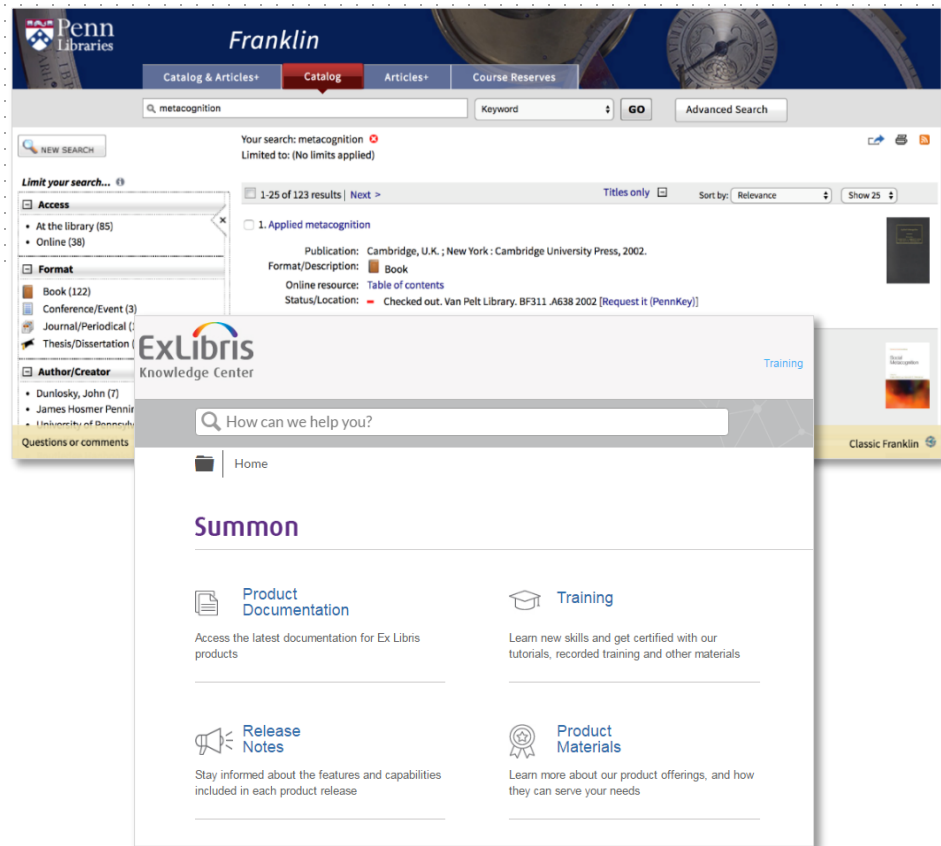 Penn
Libraries
Franklin
Catalog & Articles+ Catalog Articles+ Course Reserves
metacognition Keyword GO Advanced Search
NEW SEARCH
Your search: metacognition
Limited to: (No limits applied)
Limit your search...
1-25 of 123 results | Next > Titles only Sort by: Relevance Show 25
Access
At the library (85)
Online (38)
Format
Book (122)
Conference/Event (3)
Journal/Periodical (
Thesis/Dissertation (
Author/Creator
Dunlosky, John (7)
James Hosmer Pennir
1. Applied metacognition
Publication: Cambridge, U.K. ; New York : Cambridge University Press, 2002.
Format/Description: Book
Online resource: Table of contents
Status/Location: Checked out. Van Pelt Library. BF311 .A638 2002 [Request it (PennKey)]
Social
Metacognition
Questions or comments
Classic Franklin
ExLibris
Knowledge Center
Training
How can we help you?
Home
Summon
Product
Documentation
Access the latest documentation for Ex Libris
products
Training
Learn new skills and get certified with our
tutorials, recorded training and other materials
Release
Notes
Stay informed about the features and capabilities
included in each product release
Product
Materials
Learn more about our product offerings, and how
they can serve your needs